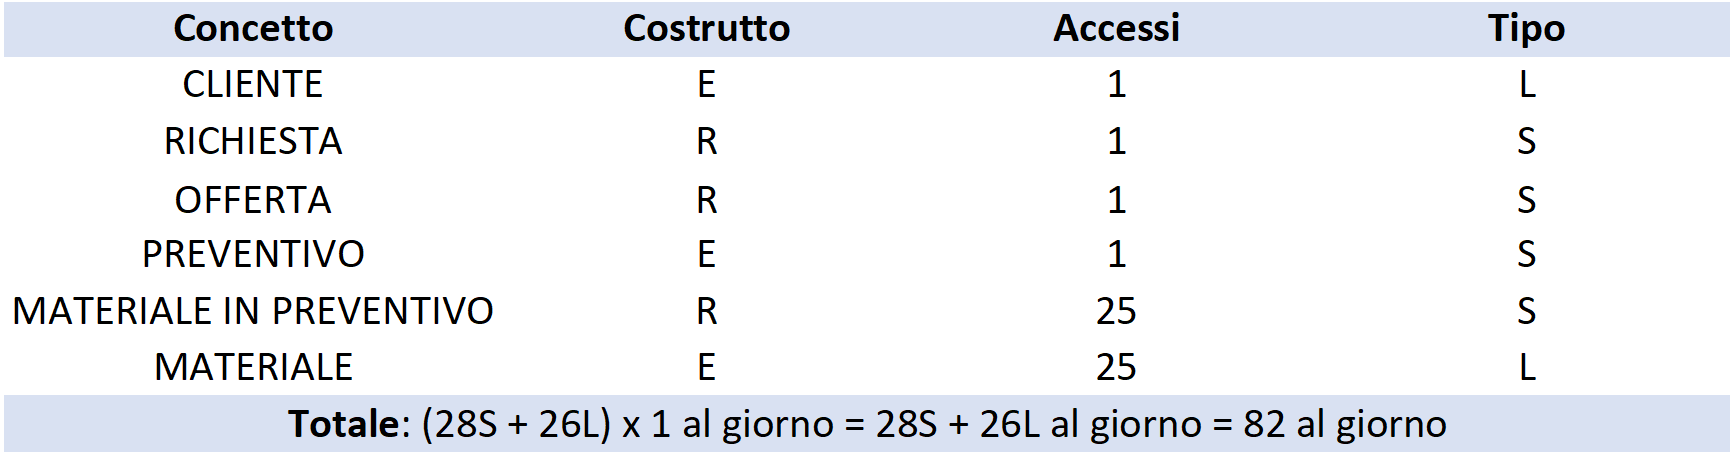 Concetto Costrutto Accessi Tipo
CLIENTE E 1 L
RICHIESTA R 1 S
OFFERTA R 1 S
PREVENTIVO E 1 S
MATERIALE IN PREVENTIVO R 25 S
MATERIALE E 25 L
Totale: (28S + 26L) x 1 al giorno = 28S + 26L al giorno = 82 al giorno